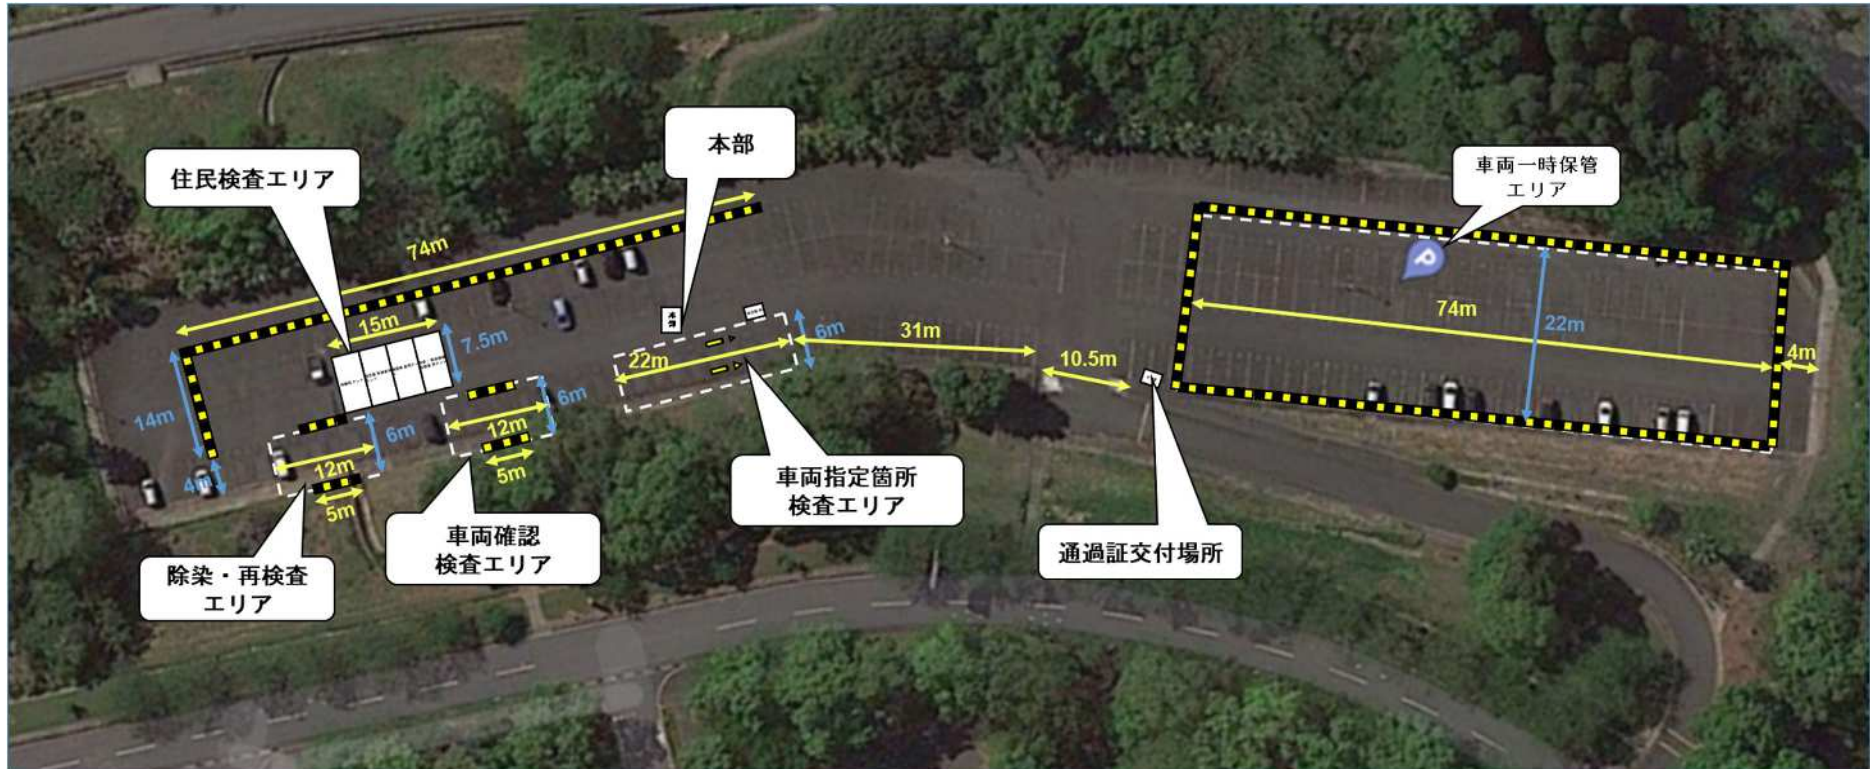 本部
住民検査エリア
車両一時保管
エリア
74m
15m
7.5m
本部
6m
22m
31m
10.5m
74m
22m
4m
14m
6m
12m
5m
6m
12m
4m
5m
車両指定箇所
検査エリア
車両確認
検査エリア
通過証交付場所
除染・再検査
エリア
P